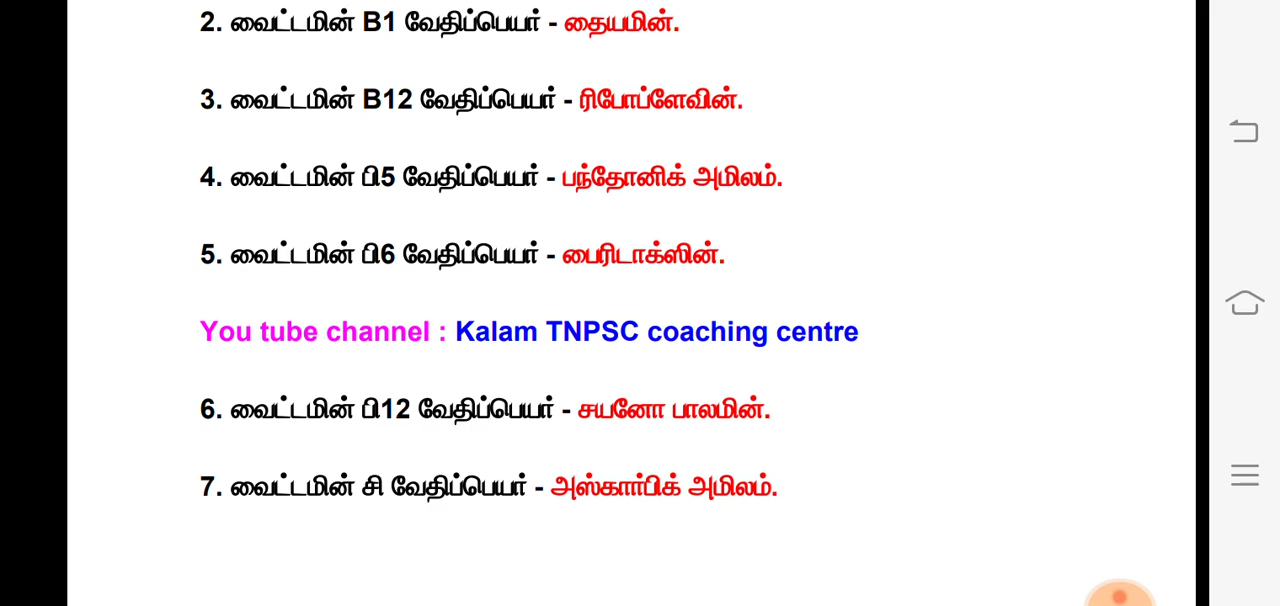 2. வைட்டமின் B1 வேதிப்பெயர் - தையமின்.
3. வைட்டமின் B12 வேதிப்பெயர் - ரிபோப்ளேவின்.
4. வைட்டமின் பி5 வேதிப்பெயர் - பந்தோனிக் அமிலம்.
5. வைட்டமின் பி6 வேதிப்பெயர் - பைரிடாக்ஸின்.
You tube channel : Kalam TNPSC coaching centre
6. வைட்டமின் பி12 வேதிப்பெயர் - சயனோ பாலமின்.
7. வைட்டமின் சி வேதிப்பெயர் - அஸ்கார்பிக் அமிலம்.